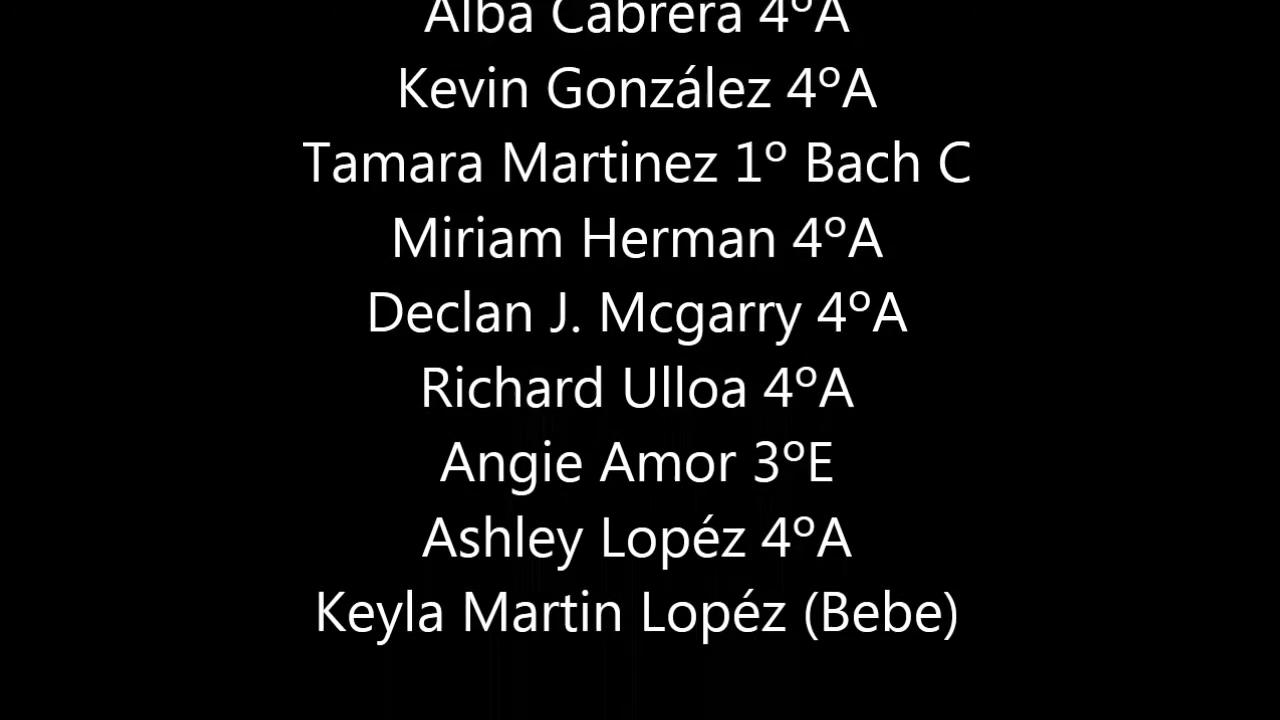 Alba Cabrera 4ºA
Kevin González 4ºA
Tamara Martinez 1º Bach C
Miriam Herman 4ºA
Declan J. Mcgarry 4ºA
Richard Ulloa 4ºA
Angie Amor 3ºE
Ashley Lopéz 4ºA
Keyla Martin Lopéz (Bebe)